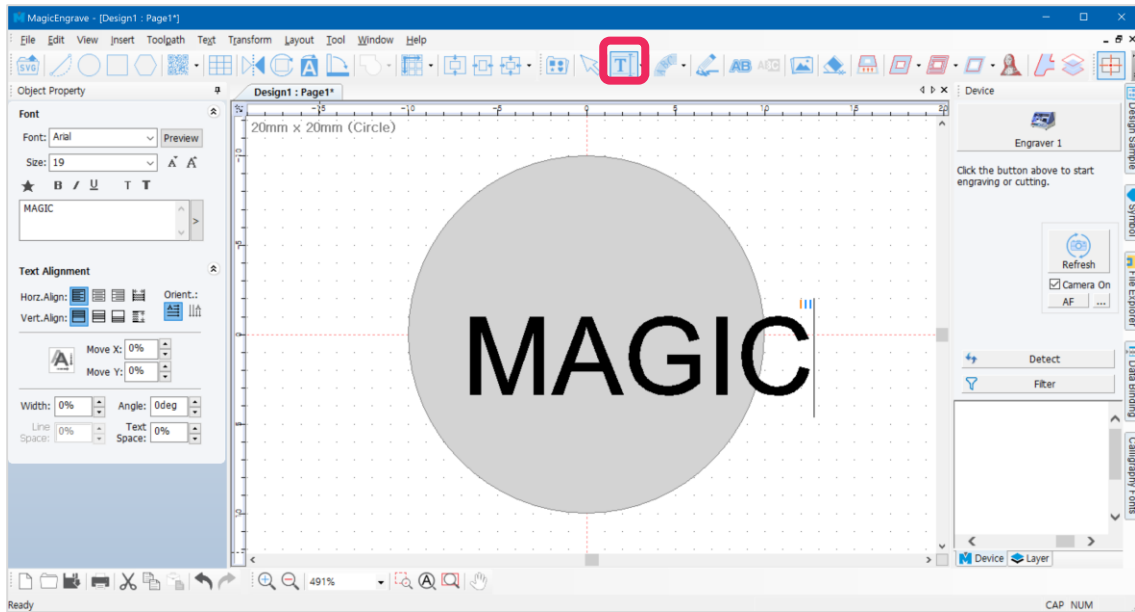 MagicEngrave - [Design1 : Page1*]
File Edit View Insert Toolpath Text Transform Layout Tool Window Help
SVG
T
AB
ABC
Object Property
Design1 : Page1*
Device
Font
Font: Arial Preview
Size: 19
B I U T T
MAGIC
Text Alignment
Horz.Align: Orient.:
Vert.Align:
Move X: 0%
Move Y: 0%
Width: 0% Angle: 0deg
Line Space: 0% Text Space: 0%
20mm x 20mm (Circle)
MAGIC
Engraver 1
Click the button above to start
engraving or cutting.
Refresh
Camera On
AF ...
Detect
Filter
Device Layer
Design Sample
Symbol
File Explorer
Data Binding
Calligraphy Fonts
491%
Ready
CAP NUM